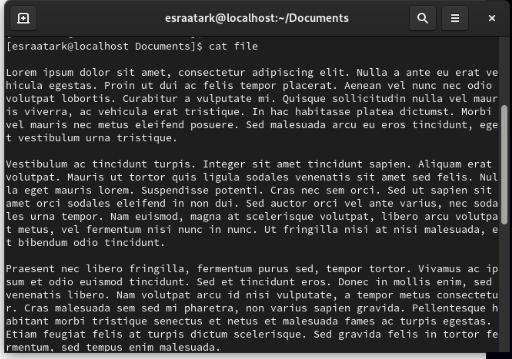 esraatark@localhost:~/Documents
[esraatark@localhost Documents]$ cat file
Lorem ipsum dolor sit amet, consectetur adipiscing elit. Nulla a ante eu erat ve
hicula egestas. Proin ut dui ac felis tempor placerat. Aenean vel nunc nec odio
volutpat lobortis. Curabitur a vulputate mi. Quisque sollicitudin nulla vel maur
is viverra, ac vehicula erat tristique. In hac habitasse platea dictumst. Morbi
vel mauris nec metus eleifend posuere. Sed malesuada arcu eu eros tincidunt, ege
t vestibulum urna tristique.
Vestibulum ac tincidunt turpis. Integer sit amet tincidunt sapien. Aliquam erat
volutpat. Mauris ut tortor quis ligula sodales venenatis sit amet sed felis. Nul
la eget mauris lorem. Suspendisse potenti. Cras nec sem orci. Sed ut sapien sit
amet orci sodales eleifend in non dui. Sed auctor orci vel ante varius, nec soda
les urna tempor. Nam euismod, magna at scelerisque volutpat, libero arcu volutpa
t metus, vel fermentum nisi nunc in nunc. Ut fringilla nisi at nisi malesuada, e
t bibendum odio tincidunt.
Praesent nec libero fringilla, fermentum purus sed, tempor tortor. Vivamus ac ip
sum et odio euismod tincidunt. Sed et tincidunt eros. Donec in mollis enim, sed
venenatis libero. Nam volutpat arcu id nisi vulputate, a tempor metus consectetu
r. Cras malesuada sem sed mi pharetra, non varius sapien gravida. Pellentesque h
abitant morbi tristique senectus et netus et malesuada fames ac turpis egestas.
Etiam feugiat felis at turpis dictum scelerisque. Sed gravida felis in tortor fe
rmentum, sed tempus enim malesuada.